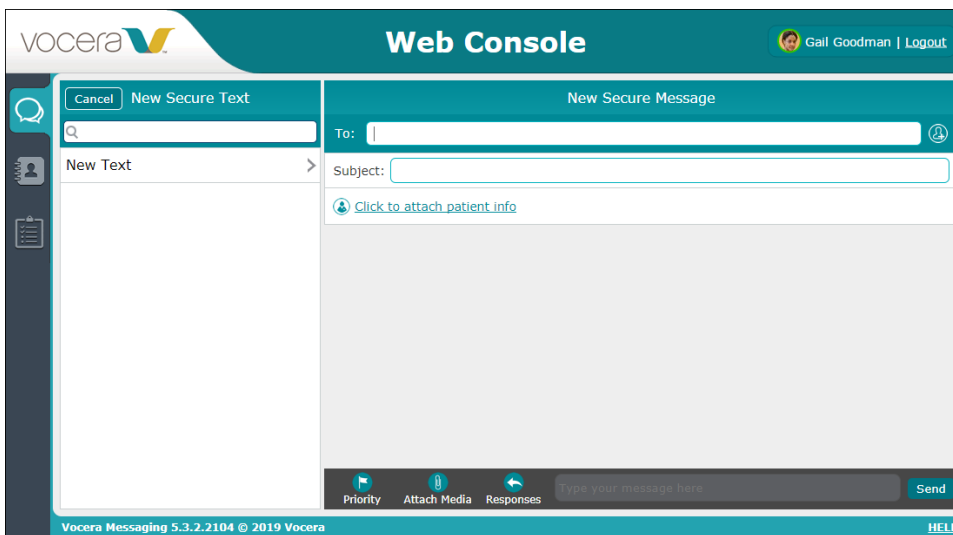 vocera
Web Console
Gail Goodman | Logout
Cancel New Secure Text
New Secure Message
To:
New Text
Subject:
Click to attach patient info
Priority
Attach Media
Responses
Type your message here
Send
Vocera Messaging 5.3.2.2104 © 2019 Vocera
HEL